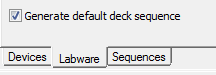 Generate default deck sequence
Devices Labware Sequences